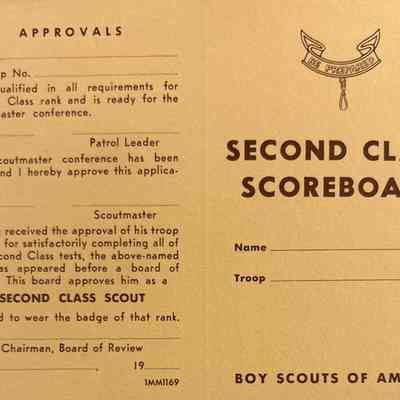 APPROVALS
p No.
ualified in all requirements for
Class rank and is ready for the
aster conference.
Patrol Leader
coutmaster conference has been
nd I hereby approve this applica-
Scoutmaster
received the approval of his troop
for satisfactorily completing all of
cond Class tests, the above-named
as appeared before a board of
This board approves him as a
SECOND CLASS SCOUT
d to wear the badge of that rank.
Chairman, Board of Review
19
1MM1169
BE PREPARED
SECOND CLA
SCOREBOA
Name
Troop
BOY SCOUTS OF AM